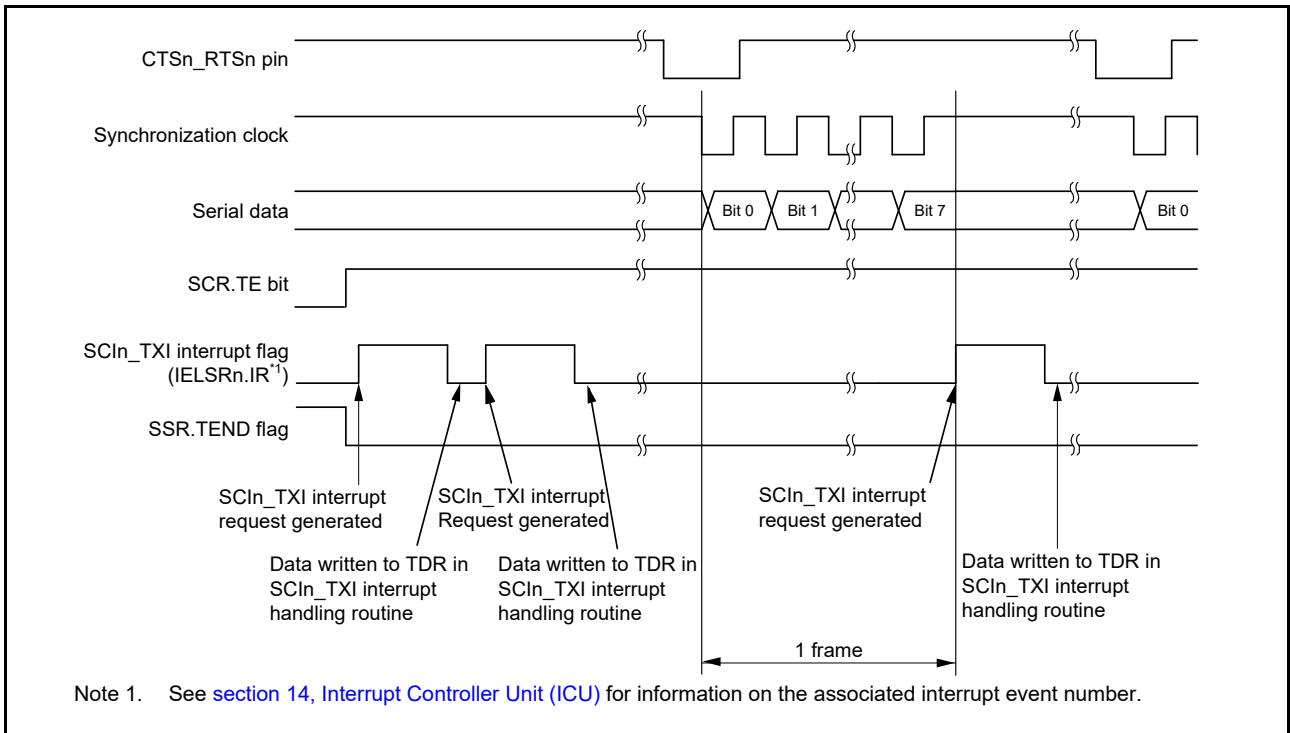 CTSn_RTSn pin
Synchronization clock
Serial data
Bit 0
Bit 1
Bit 7
Bit 0
SCR.TE bit
SCIn_TXI interrupt flag
(IELSRn.IR*1)
SSR.TEND flag
SCIn_TXI interrupt
request generated
SCIn_TXI interrupt
Request generated
SCIn_TXI interrupt
request generated
Data written to TDR in
SCIn_TXI interrupt
handling routine
Data written to TDR in
SCIn_TXI interrupt
handling routine
Data written to TDR in
SCIn_TXI interrupt
handling routine
1 frame
Note 1. See section 14, Interrupt Controller Unit (ICU) for information on the associated interrupt event number.